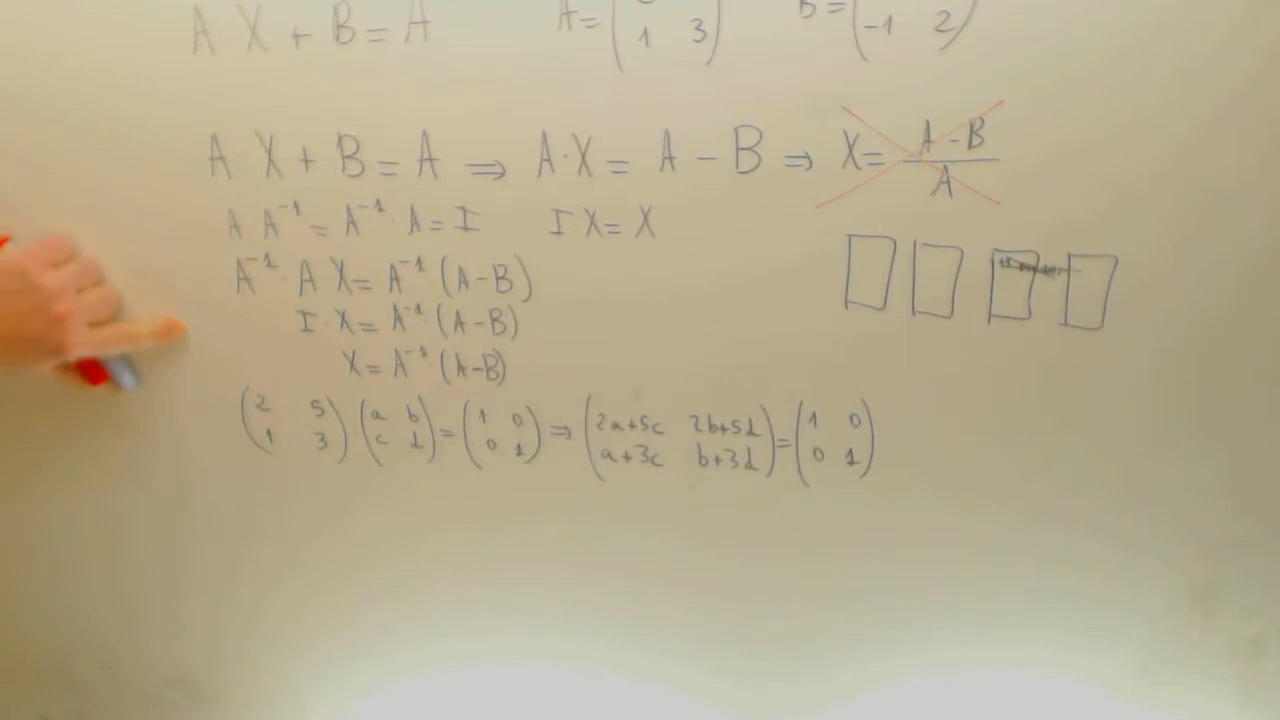 A X + B = A A = ( 1 3 ) B = ( -1 2 )
A X + B = A ⇒ A·X = A - B ⇒ X = A - B / A
A·A⁻¹ = A⁻¹·A = I I·X = X
A⁻¹·A X = A⁻¹ (A-B)
I·X = A⁻¹·(A-B)
X = A⁻¹ (A-B)
(2 5 / 1 3)·(a b / c d) = (1 0 / 0 1) ⇒ (2a+5c 2b+5d / a+3c b+3d) = (1 0 / 0 1)